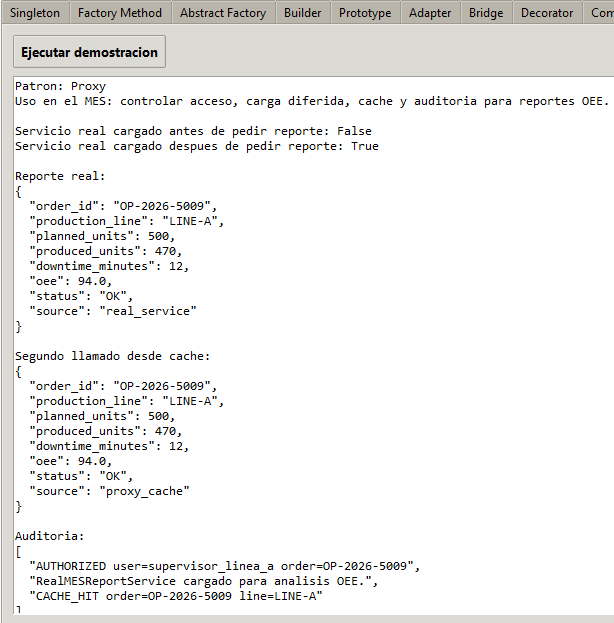 Singleton Factory Method Abstract Factory Builder Prototype Adapter Bridge Decorator Com
Ejecutar demostracion
Patron: Proxy
Uso en el MES: controlar acceso, carga diferida, cache y auditoria para reportes OEE.
Servicio real cargado antes de pedir reporte: False
Servicio real cargado despues de pedir reporte: True
Reporte real:
{
  "order_id": "OP-2026-5009",
  "production_line": "LINE-A",
  "planned_units": 500,
  "produced_units": 470,
  "downtime_minutes": 12,
  "oee": 94.0,
  "status": "OK",
  "source": "real_service"
}
Segundo llamado desde cache:
{
  "order_id": "OP-2026-5009",
  "production_line": "LINE-A",
  "planned_units": 500,
  "produced_units": 470,
  "downtime_minutes": 12,
  "oee": 94.0,
  "status": "OK",
  "source": "proxy_cache"
}
Auditoria:
[
  "AUTHORIZED user=supervisor_linea_a order=OP-2026-5009",
  "RealMESReportService cargado para analisis OEE.",
  "CACHE_HIT order=OP-2026-5009 line=LINE-A"
]